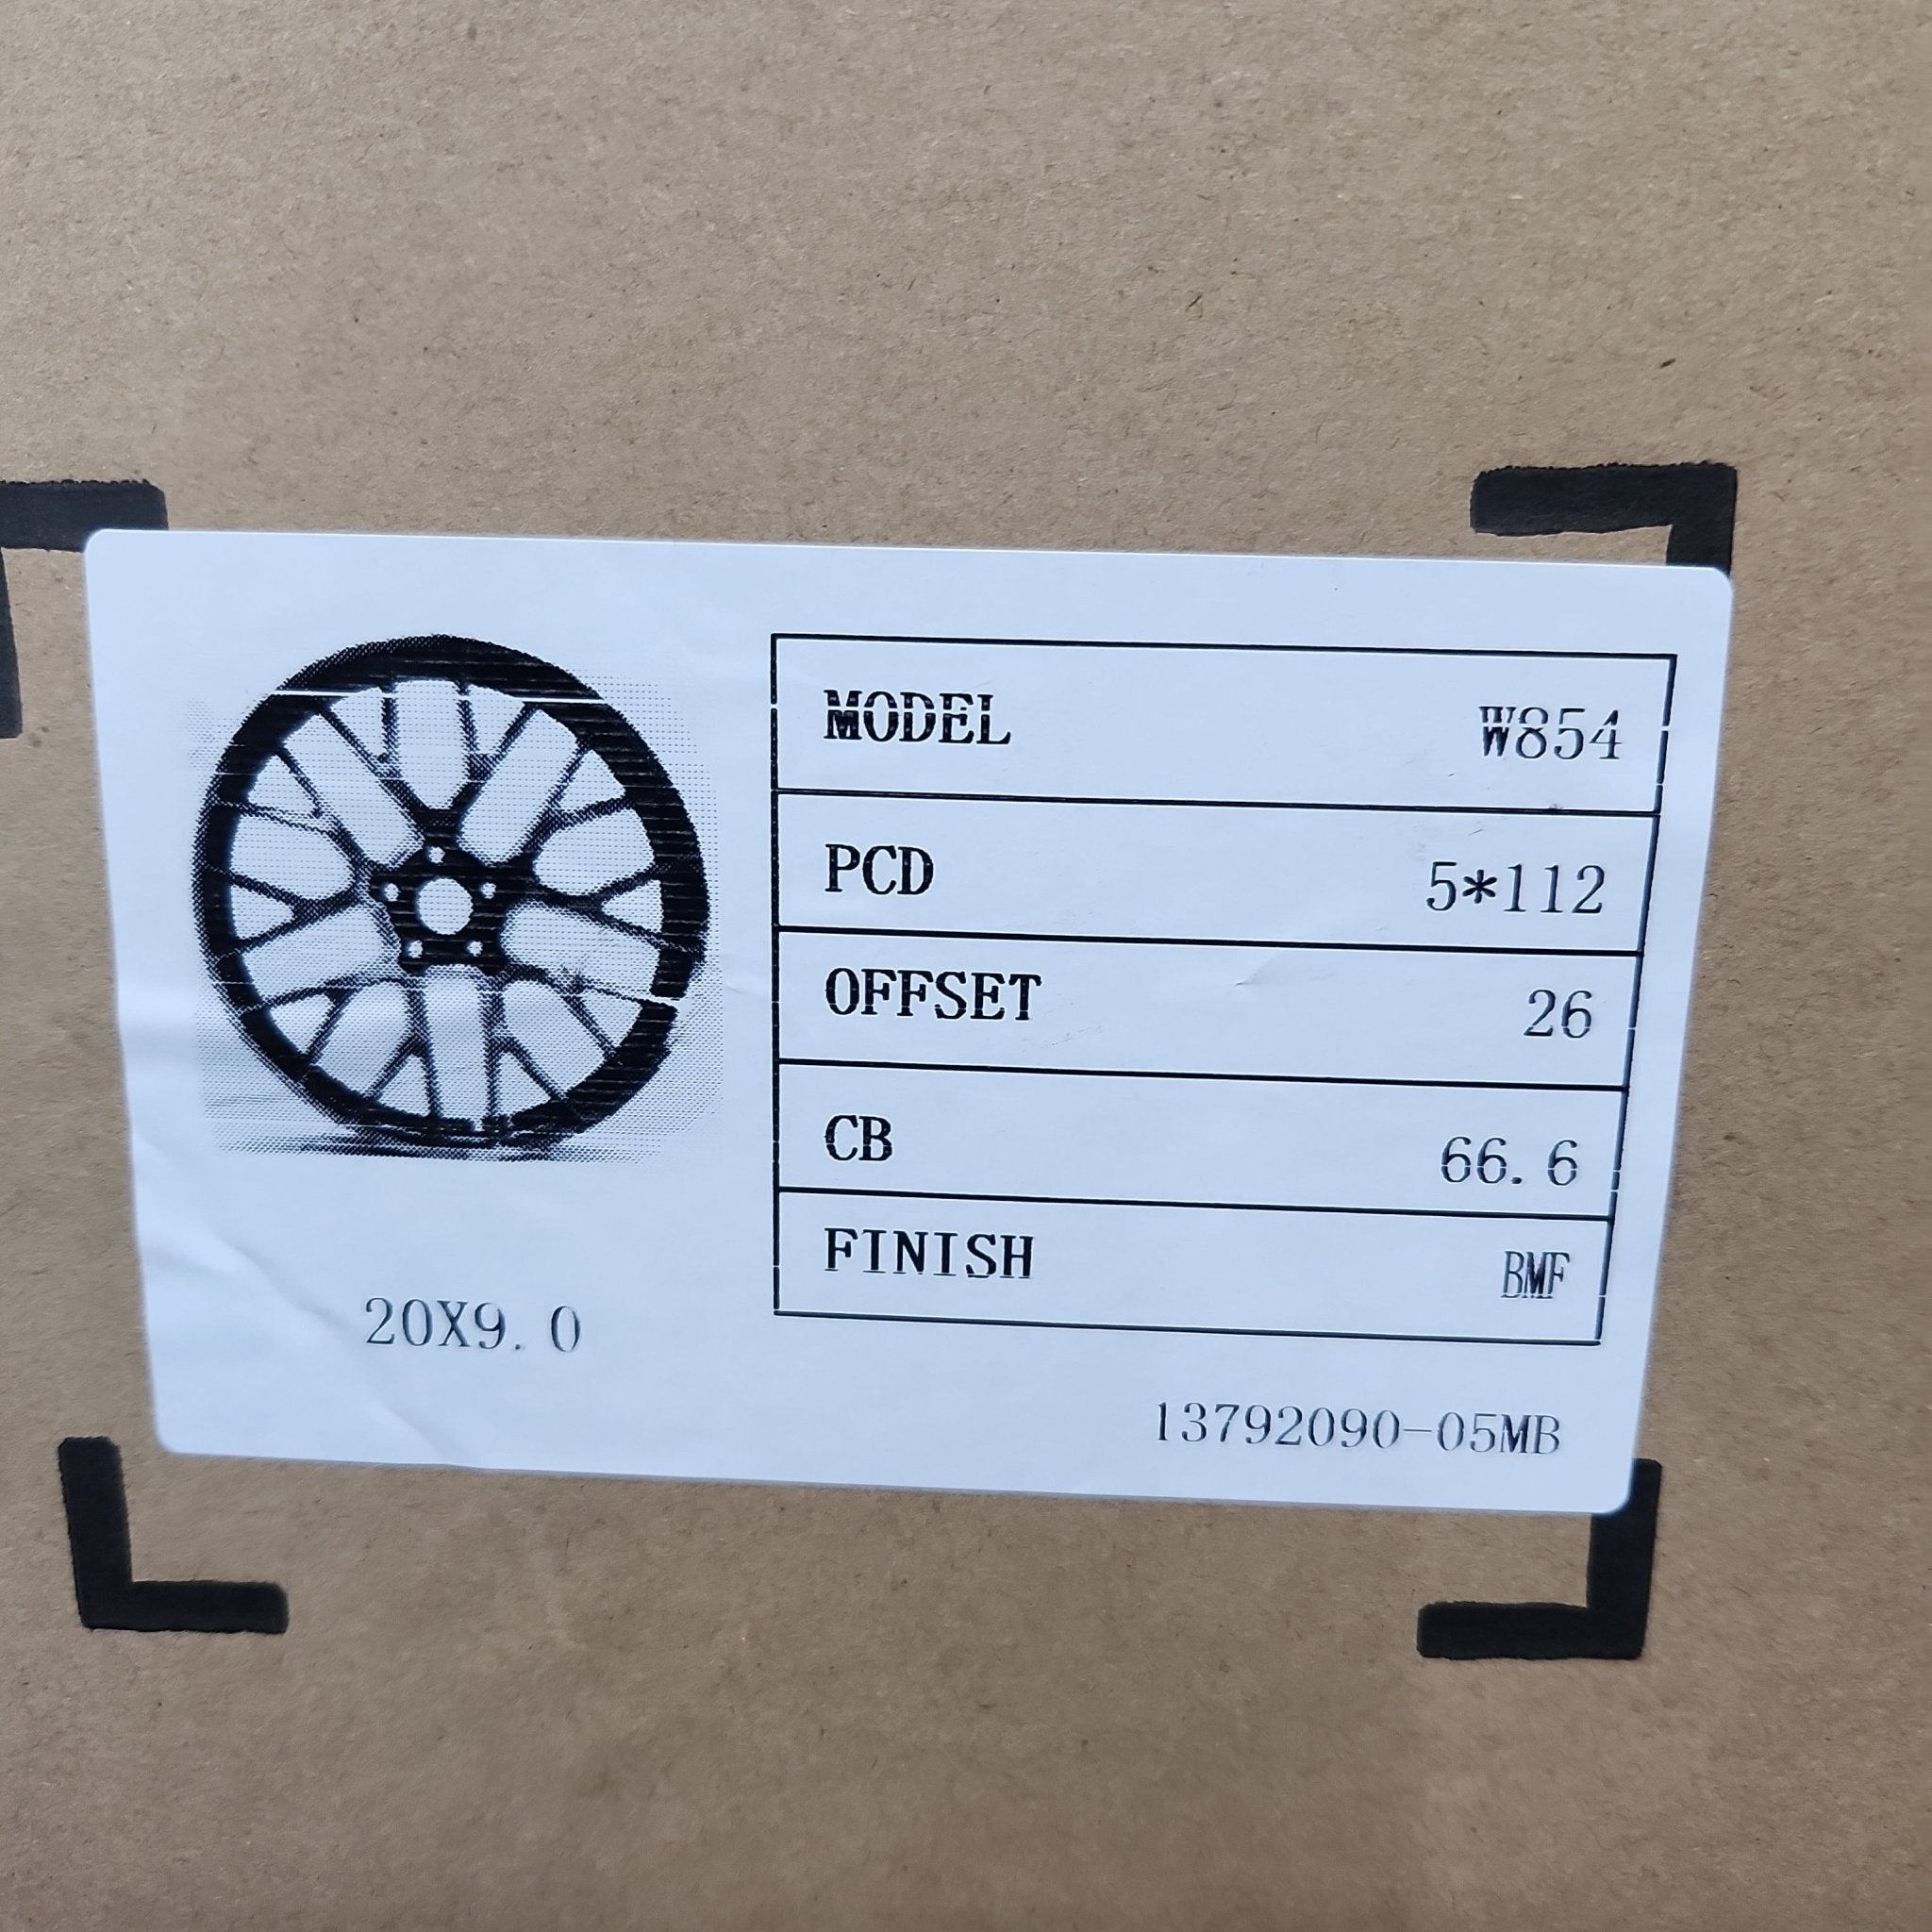 MODEL W854
PCD 5*112
OFFSET 26
CB 66.6
FINISH BMF
20X9.0
13792090-05MB